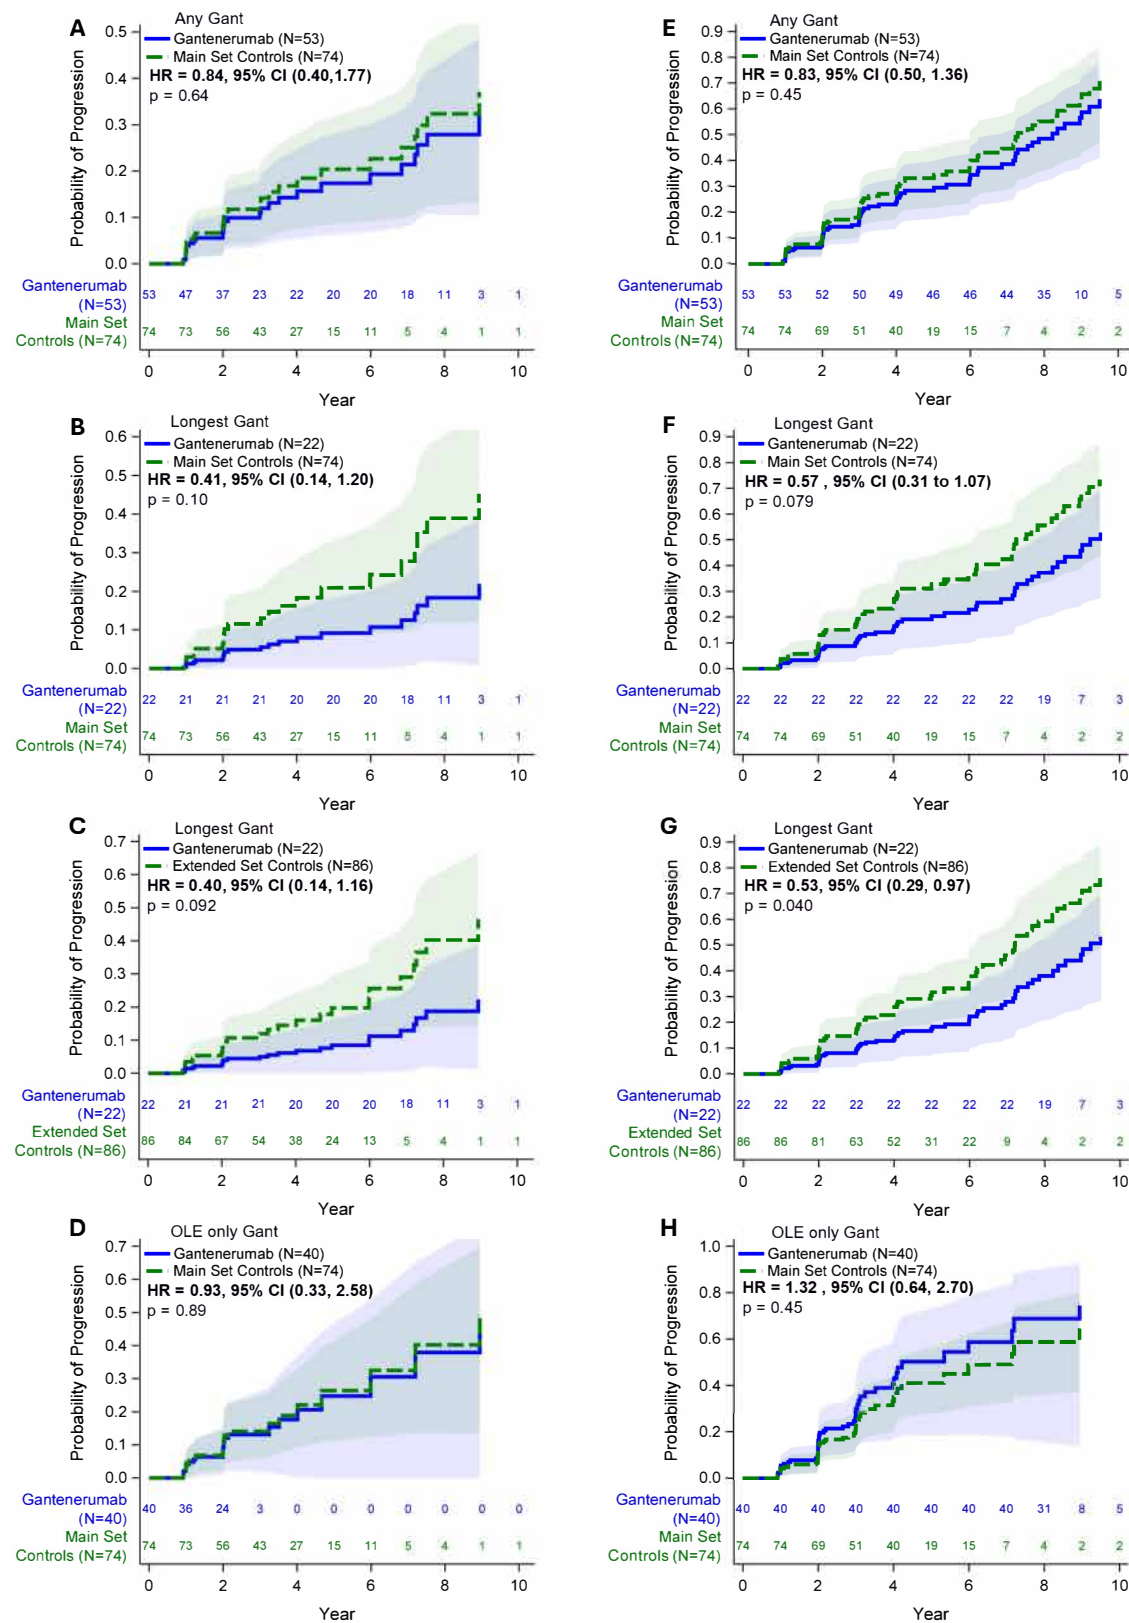 A
Any Gant
Gantenerumab (N=53)
Main Set Controls (N=74)
HR = 0.84, 95% CI (0.40,1.77)
p = 0.64
Probability of Progression
0.5
0.4
0.3
0.2
0.1
0.0
Gantenerumab
(N=53)
53 47 37 23 22 20 20 18 11 3 1
Main Set
Controls (N=74)
74 73 56 43 27 15 11 5 4 1 1
0 2 4 6 8 10
Year
E
Any Gant
Gantenerumab (N=53)
Main Set Controls (N=74)
HR = 0.83, 95% CI (0.50, 1.36)
p = 0.45
Probability of Progression
0.9
0.8
0.7
0.6
0.5
0.4
0.3
0.2
0.1
0.0
Gantenerumab
(N=53)
53 53 52 50 49 46 46 44 35 10 5
Main Set
Controls (N=74)
74 74 69 51 40 19 15 7 4 2 2
0 2 4 6 8 10
Year
B
Longest Gant
Gantenerumab (N=22)
Main Set Controls (N=74)
HR = 0.41, 95% CI (0.14, 1.20)
p = 0.10
Probability of Progression
0.6
0.5
0.4
0.3
0.2
0.1
0.0
Gantenerumab
(N=22)
22 21 21 21 20 20 20 18 11 3 1
Main Set
Controls (N=74)
74 73 56 43 27 15 11 5 4 1 1
0 2 4 6 8 10
Year
F
Longest Gant
Gantenerumab (N=22)
Main Set Controls (N=74)
HR = 0.57 , 95% CI (0.31 to 1.07)
p = 0.079
Probability of Progression
0.9
0.8
0.7
0.6
0.5
0.4
0.3
0.2
0.1
0.0
Gantenerumab
(N=22)
22 22 22 22 22 22 22 22 19 7 3
Main Set
Controls (N=74)
74 74 69 51 40 19 15 7 4 2 2
0 2 4 6 8 10
Year
C
Longest Gant
Gantenerumab (N=22)
Extended Set Controls (N=86)
HR = 0.40, 95% CI (0.14, 1.16)
p = 0.092
Probability of Progression
0.7
0.6
0.5
0.4
0.3
0.2
0.1
0.0
Gantenerumab
(N=22)
22 21 21 21 20 20 20 18 11 3 1
Extended Set
Controls (N=86)
86 84 67 54 38 24 13 5 4 1 1
0 2 4 6 8 10
Year
G
Longest Gant
Gantenerumab (N=22)
Extended Set Controls (N=86)
HR = 0.53, 95% CI (0.29, 0.97)
p = 0.040
Probability of Progression
0.9
0.8
0.7
0.6
0.5
0.4
0.3
0.2
0.1
0.0
Gantenerumab
(N=22)
22 22 22 22 22 22 22 22 19 7 3
Extended Set
Controls (N=86)
86 86 81 63 52 31 22 9 4 2 2
0 2 4 6 8 10
Year
D
OLE only Gant
Gantenerumab (N=40)
Main Set Controls (N=74)
HR = 0.93, 95% CI (0.33, 2.58)
p = 0.89
Probability of Progression
0.7
0.6
0.5
0.4
0.3
0.2
0.1
0.0
Gantenerumab
(N=40)
40 36 24 3 0 0 0 0 0 0 0
Main Set
Controls (N=74)
74 73 56 43 27 15 11 5 4 1 1
0 2 4 6 8 10
Year
H
OLE only Gant
Gantenerumab (N=40)
Main Set Controls (N=74)
HR = 1.32 , 95% CI (0.64, 2.70)
p = 0.45
Probability of Progression
1.0
0.8
0.6
0.4
0.2
0.0
Gantenerumab
(N=40)
40 40 40 40 40 40 40 40 31 8 5
Main Set
Controls (N=74)
74 74 69 51 40 19 15 7 4 2 2
0 2 4 6 8 10
Year